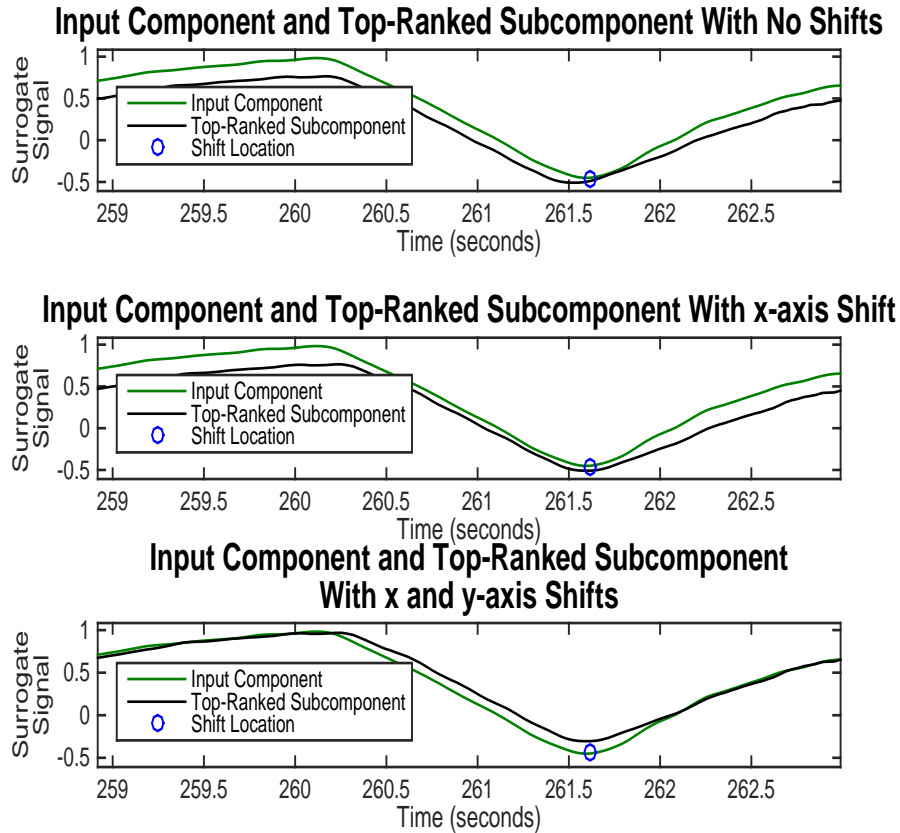 Input Component and Top-Ranked Subcomponent With No Shifts
Surrogate
Signal
1
0.5
0
-0.5
Input Component
Top-Ranked Subcomponent
Shift Location
259 259.5 260 260.5 261 261.5 262 262.5
Time (seconds)
Input Component and Top-Ranked Subcomponent With x-axis Shift
Surrogate
Signal
1
0.5
0
-0.5
Input Component
Top-Ranked Subcomponent
Shift Location
259 259.5 260 260.5 261 261.5 262 262.5
Time (seconds)
Input Component and Top-Ranked Subcomponent
With x and y-axis Shifts
Surrogate
Signal
1
0.5
0
-0.5
Input Component
Top-Ranked Subcomponent
Shift Location
259 259.5 260 260.5 261 261.5 262 262.5
Time (seconds)